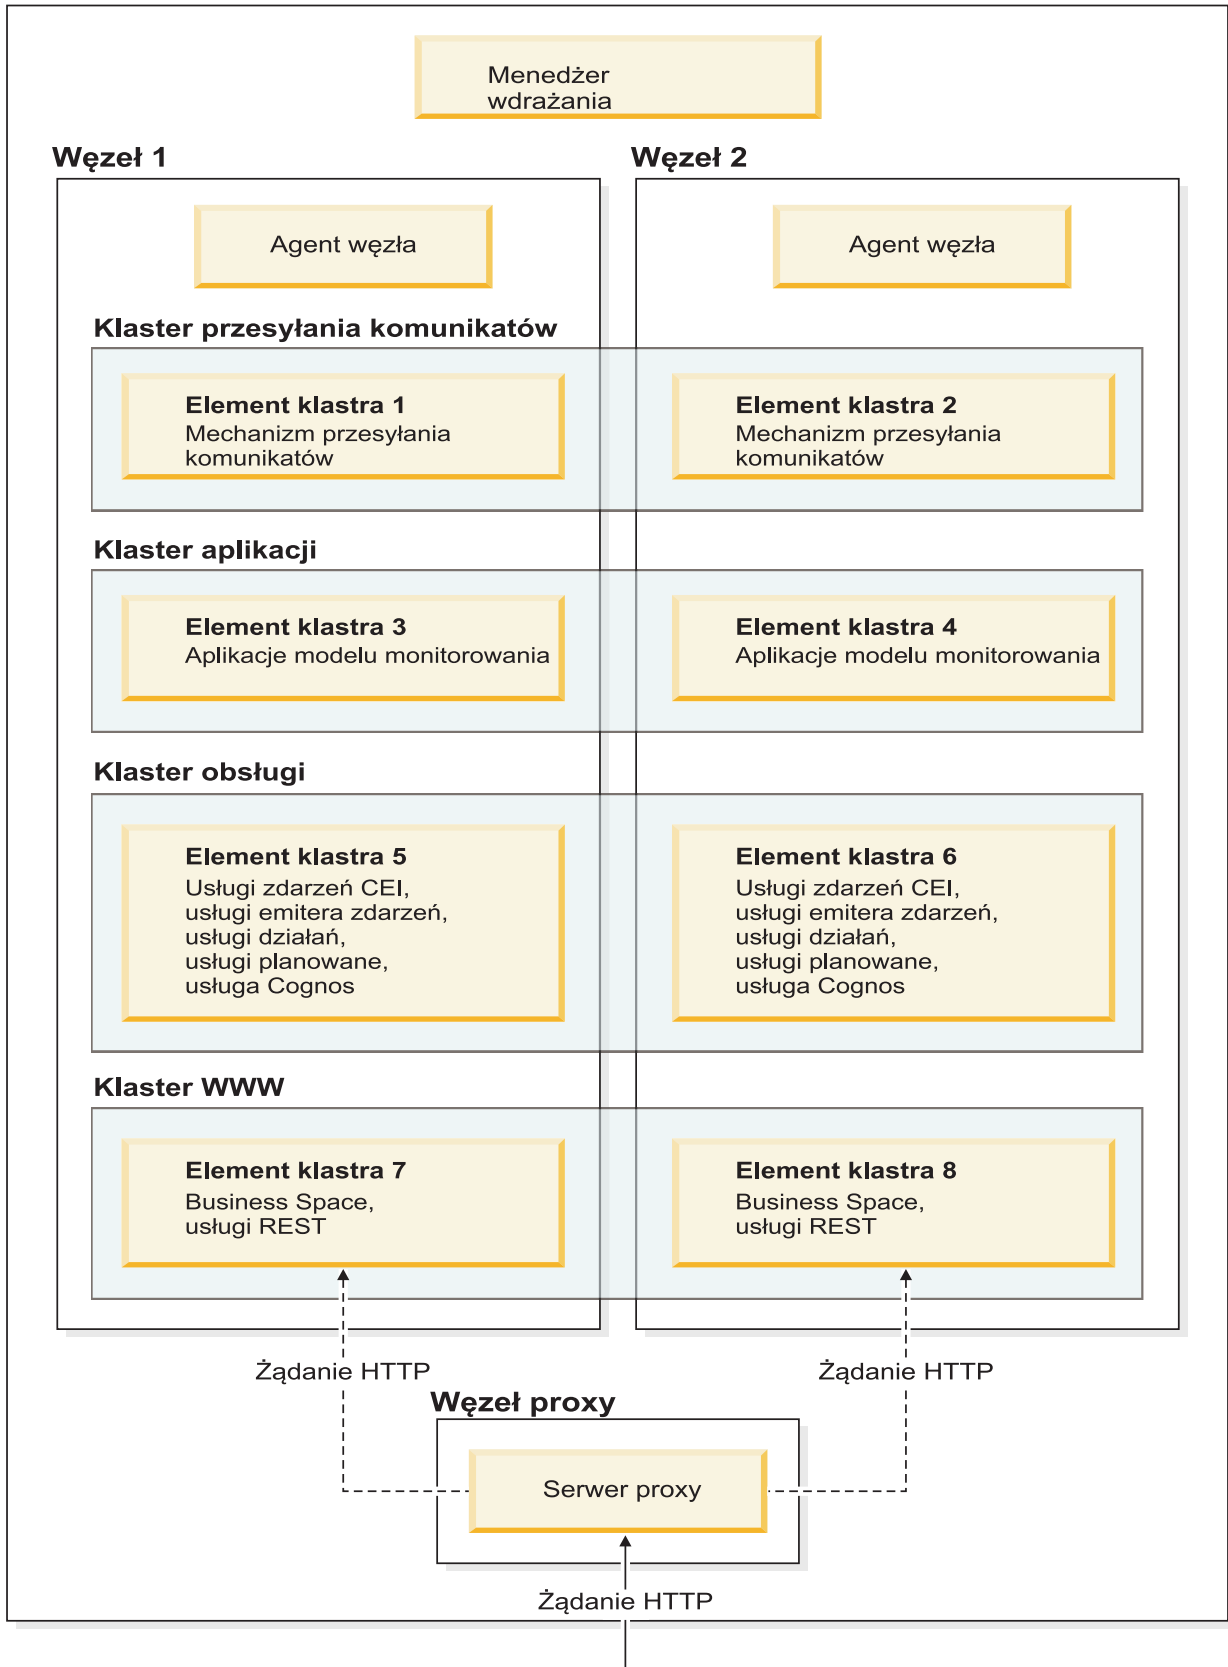 Menedżer
wdrażania
Węzeł 1
Węzeł 2
Agent węzła
Agent węzła
Klaster przesyłania komunikatów
Element klastra 1
Mechanizm przesyłania
komunikatów
Element klastra 2
Mechanizm przesyłania
komunikatów
Klaster aplikacji
Element klastra 3
Aplikacje modelu monitorowania
Element klastra 4
Aplikacje modelu monitorowania
Klaster obsługi
Element klastra 5
Usługi zdarzeń CEI,
usługi emitera zdarzeń,
usługi działań,
usługi planowane,
usługa Cognos
Element klastra 6
Usługi zdarzeń CEI,
usługi emitera zdarzeń,
usługi działań,
usługi planowane,
usługa Cognos
Klaster WWW
Element klastra 7
Business Space,
usługi REST
Element klastra 8
Business Space,
usługi REST
Żądanie HTTP
Żądanie HTTP
Węzeł proxy
Serwer proxy
Żądanie HTTP